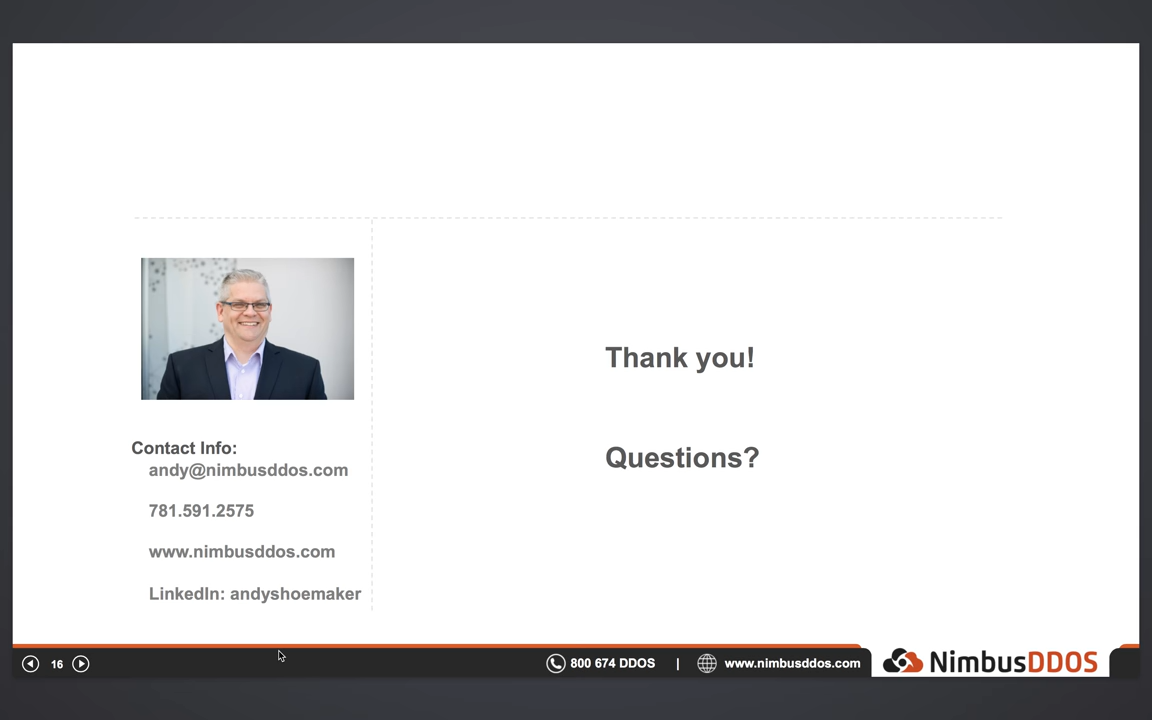 Thank you!
Questions?
Contact Info:
andy@nimbusddos.com
781.591.2575
www.nimbusddos.com
LinkedIn: andyshoemaker
16
800 674 DDOS | www.nimbusddos.com
NimbusDDOS